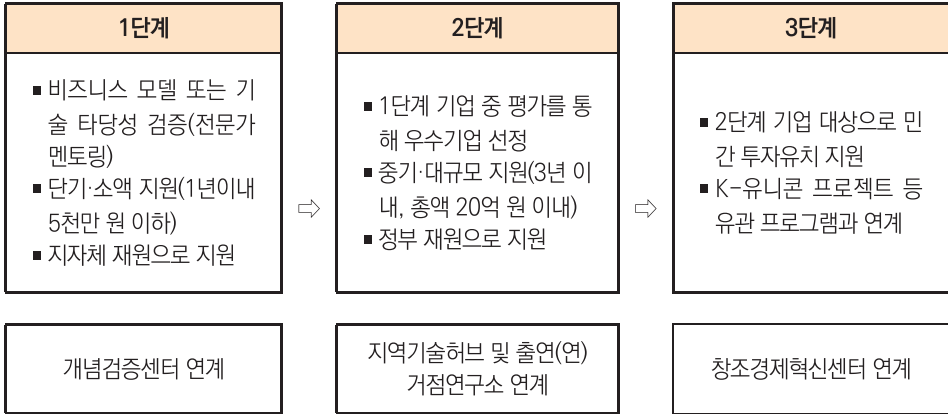 1단계
■ 비즈니스 모델 또는 기
술 타당성 검증(전문가
멘토링)
■ 단기·소액 지원(1년이내
5천만 원 이하)
■ 지자체 재원으로 지원
개념검증센터 연계
⇨
2단계
■ 1단계 기업 중 평가를 통
해 우수기업 선정
■ 중기·대규모 지원(3년 이
내, 총액 20억 원 이내)
■ 정부 재원으로 지원
지역기술허브 및 출연(연)
거점연구소 연계
⇨
3단계
■ 2단계 기업 대상으로 민
간 투자유치 지원
■ K-유니콘 프로젝트 등
유관 프로그램과 연계
창조경제혁신센터 연계